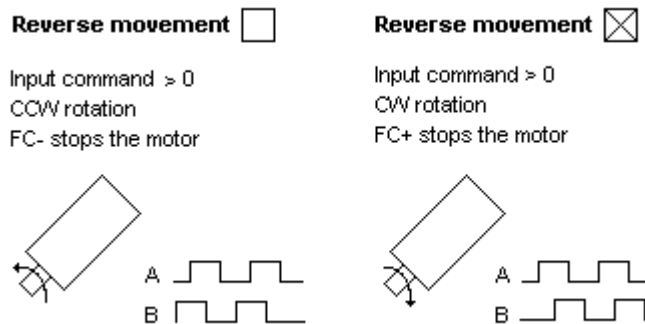 Reverse movement
Input command > 0
CCW rotation
FC- stops the motor
A
B
Reverse movement
Input command > 0
CW rotation
FC+ stops the motor
A
B